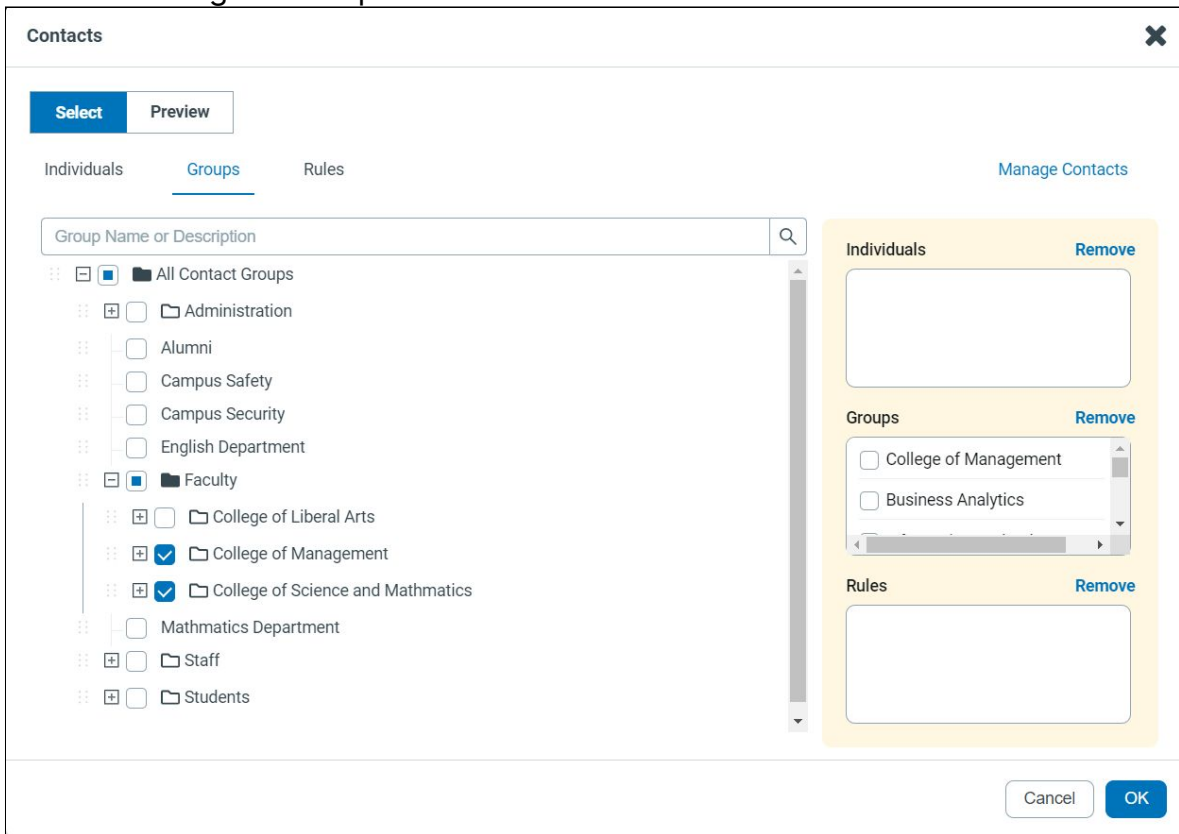 Contacts
Select Preview
Individuals Groups Rules Manage Contacts
Group Name or Description
All Contact Groups
Administration
Alumni
Campus Safety
Campus Security
English Department
Faculty
College of Liberal Arts
College of Management
College of Science and Mathmatics
Mathmatics Department
Staff
Students
Individuals Remove
Groups Remove
College of Management
Business Analytics
Rules Remove
Cancel OK